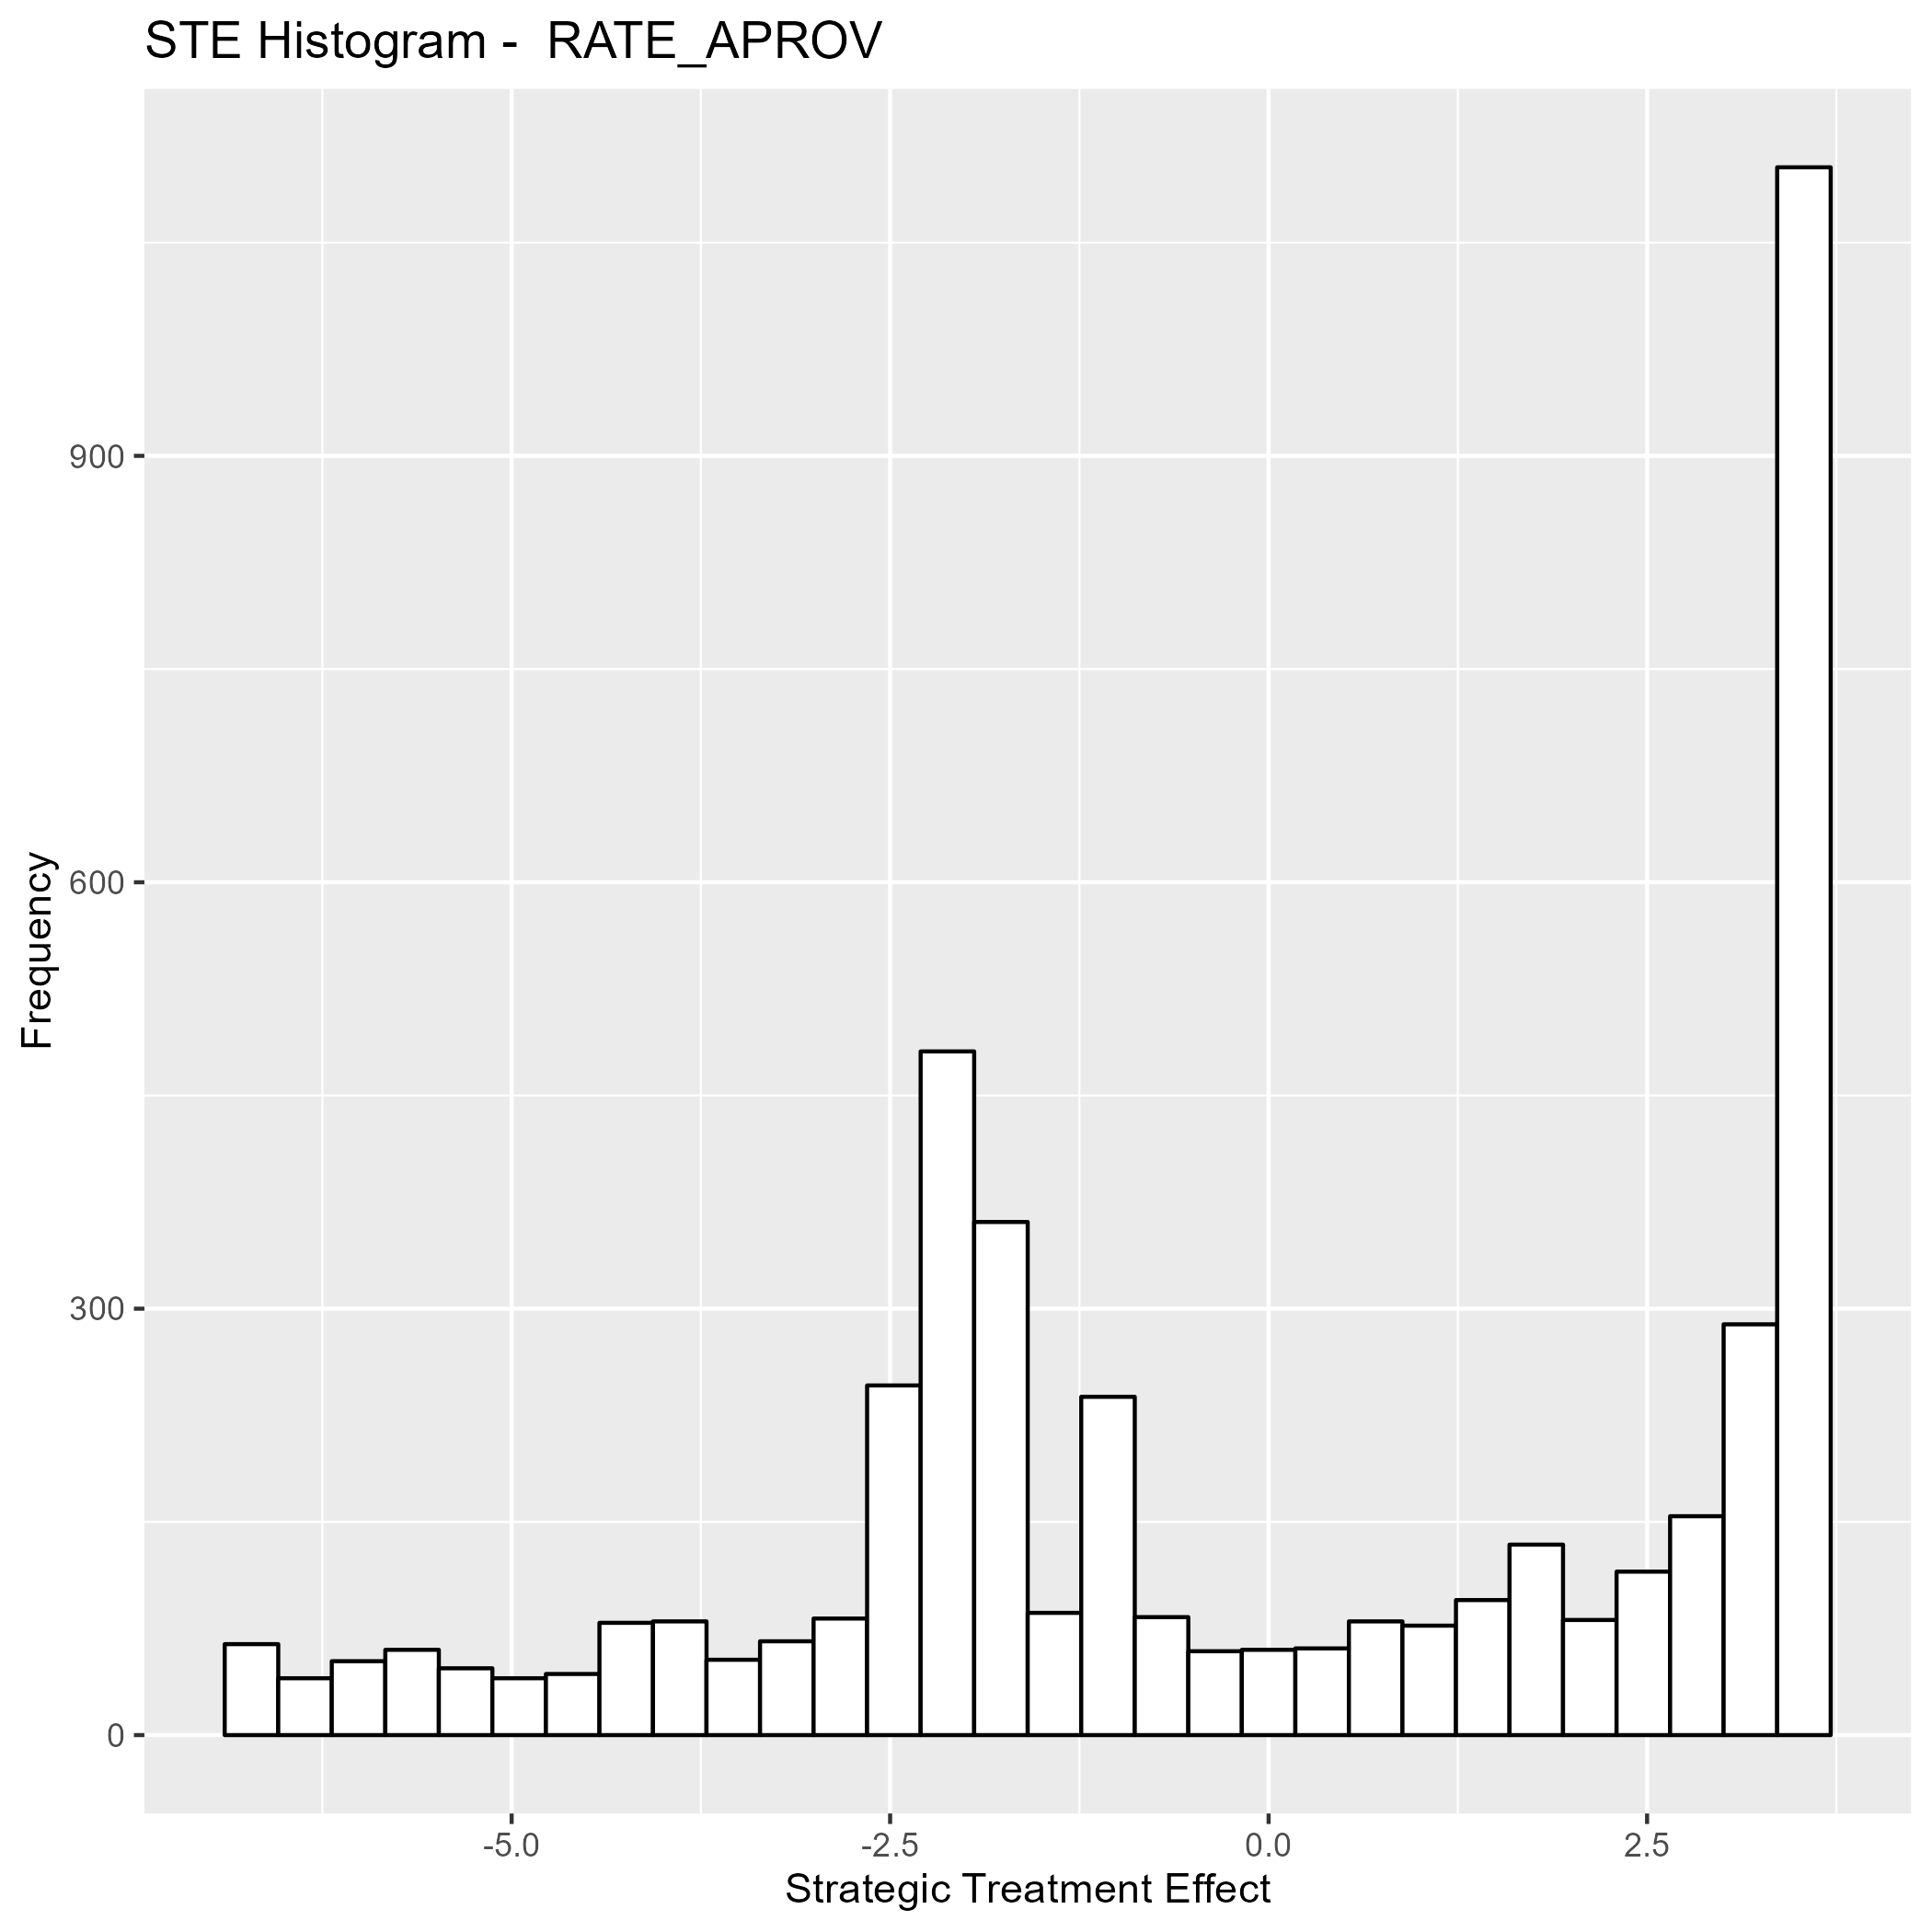 STE Histogram -  RATE_APROV
Frequency
900
600
300
0
-5.0
-2.5
0.0
2.5
Strategic Treatment Effect